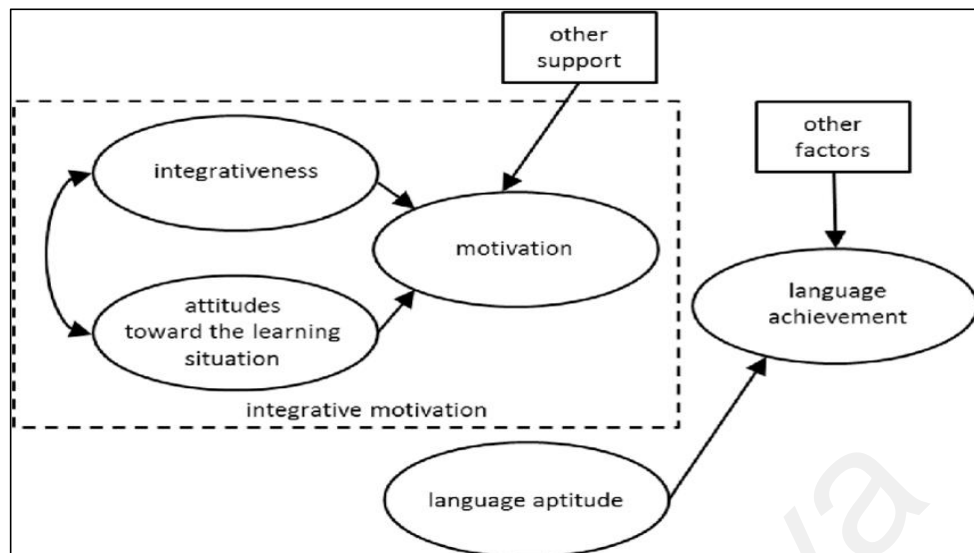 other
support
other
factors
integrativeness
motivation
attitudes
toward the learning
situation
language
achievement
integrative motivation
language aptitude